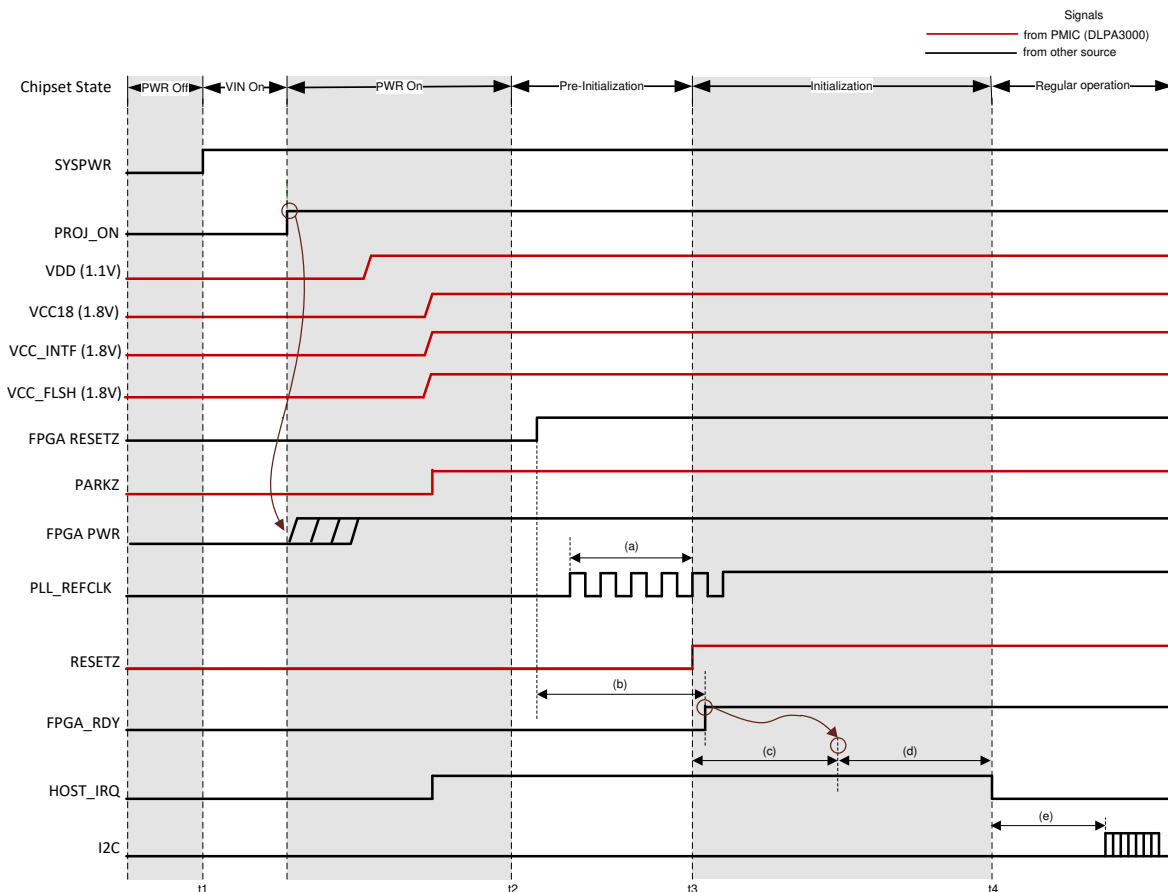 Signals
from PMIC (DLPA3000)
from other source
Chipset State
PWR Off
VIN On
PWR On
Pre-Initialization
Initialization
Regular operation
SYSPWR
PROJ_ON
VDD (1.1V)
VCC18 (1.8V)
VCC_INTF (1.8V)
VCC_FLSH (1.8V)
FPGA RESETZ
PARKZ
FPGA PWR
(a)
PLL_REFCLK
RESETZ
(b)
FPGA_RDY
(c)
(d)
HOST_IRQ
(e)
I2C
t1
t2
t3
t4